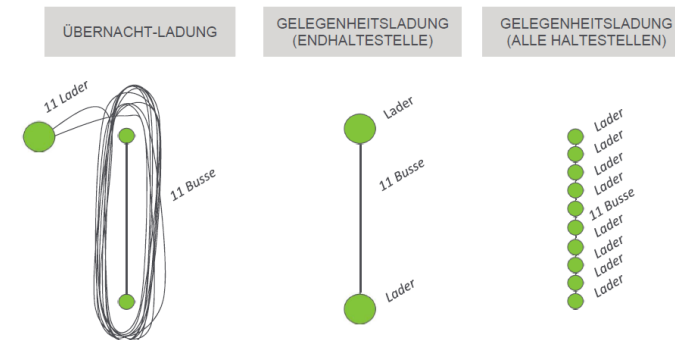 ÜBERNACHT-LADUNG
GELEGENHEITSLADUNG
(ENDHALTESTELLE)
GELEGENHEITSLADUNG
(ALLE HALTESTELLEN)
11 Lader
11 Busse
Lader
11 Busse
Lader
Lader
Lader
Lader
Lader
11 Busse
Lader
Lader
Lader
Lader